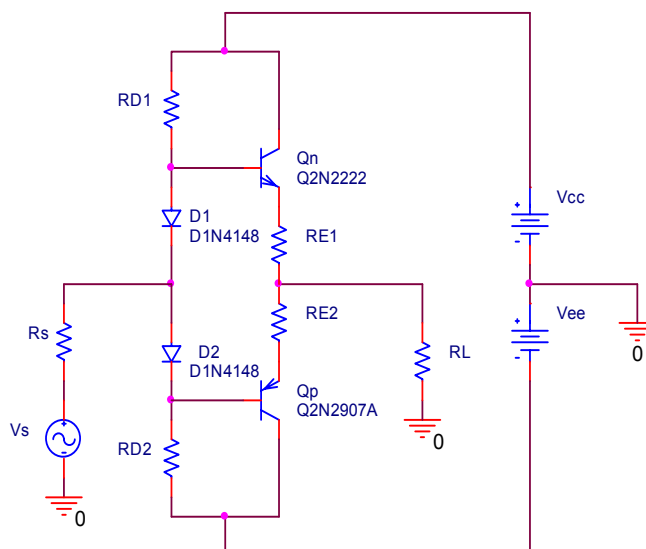 RD1
Qn
Q2N2222
Vcc
+
-
D1
D1N4148
RE1
Rs
RE2
Vee
+
-
0
D2
D1N4148
RL
Qp
Q2N2907A
0
Vs
+
-
RD2
0